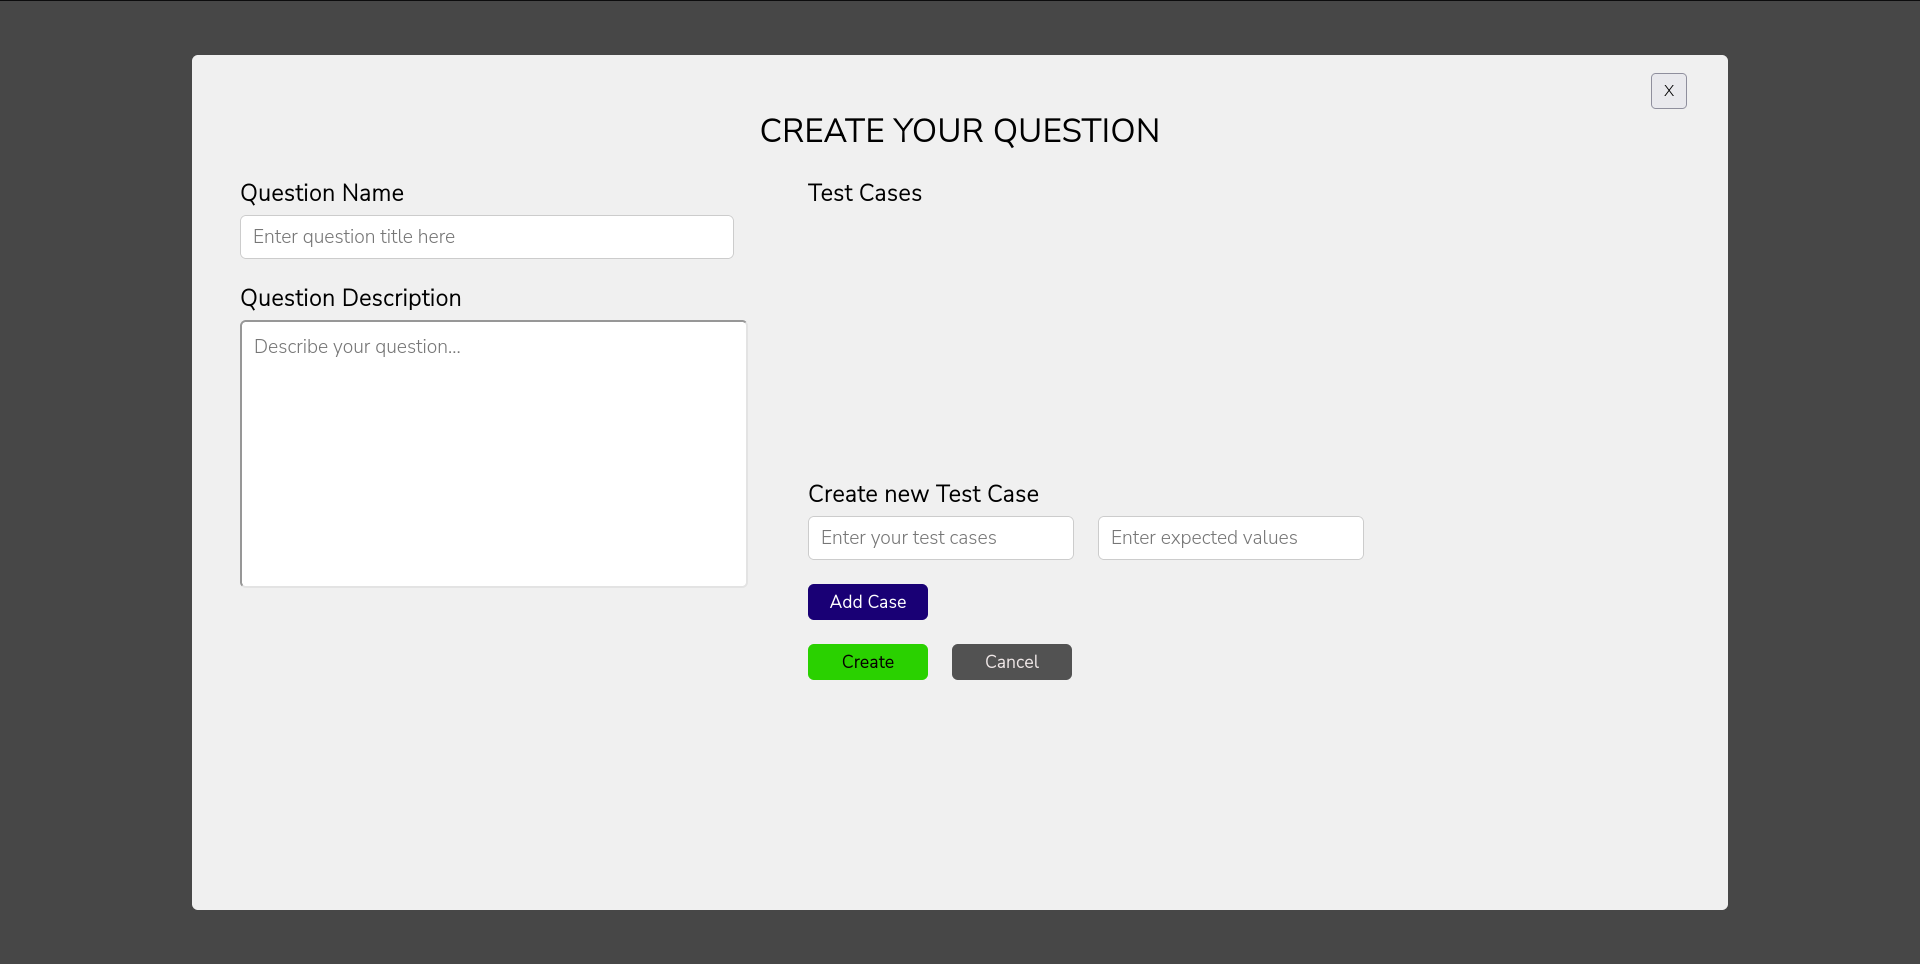 X
CREATE YOUR QUESTION
Question Name
Enter question title here
Question Description
Describe your question...
Test Cases
Create new Test Case
Enter your test cases
Enter expected values
Add Case
Create
Cancel